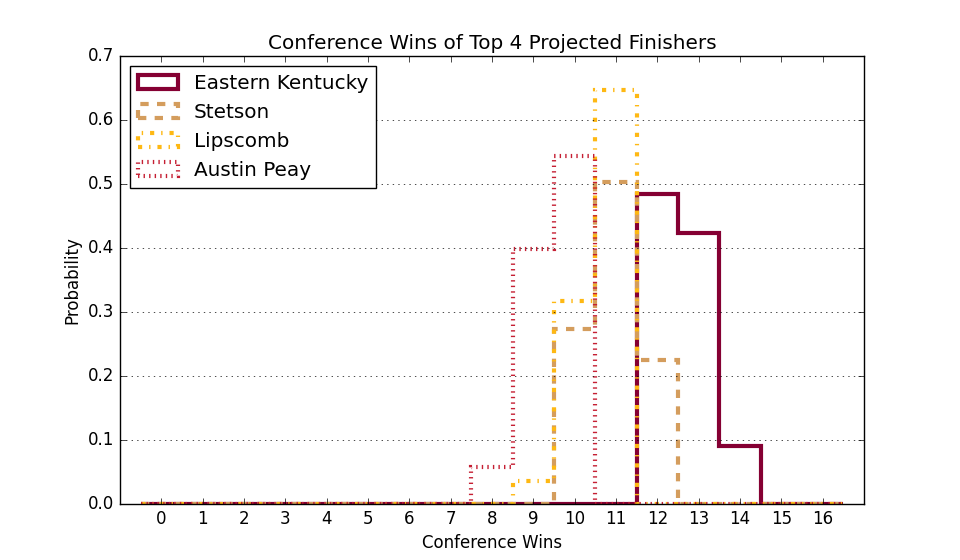 Conference Wins of Top 4 Projected Finishers
0.7
0.6
0.5
0.4
0.3
0.2
0.1
0.0
Probability
Eastern Kentucky
Stetson
Lipscomb
Austin Peay
0 1 2 3 4 5 6 7 8 9 10 11 12 13 14 15 16
Conference Wins